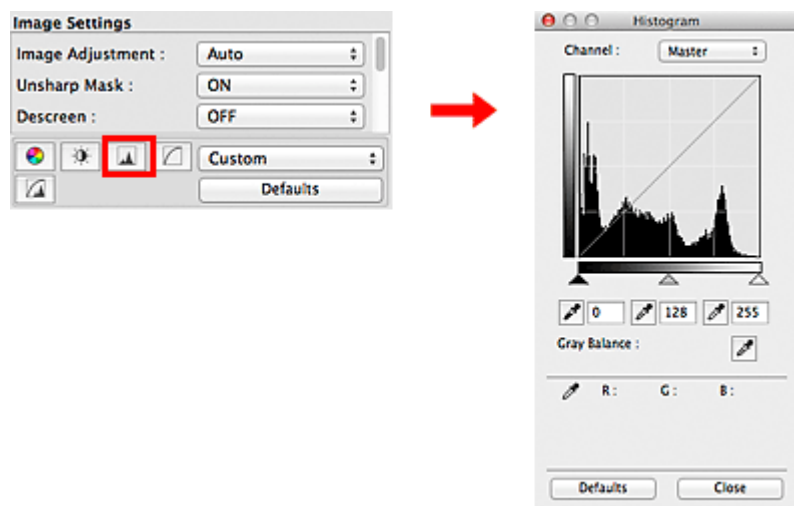 Image Settings
Image Adjustment : Auto
Unsharp Mask : ON
Descreen : OFF
Custom
Defaults
Histogram
Channel : Master
0 128 255
Gray Balance :
R : G : B :
Defaults Close